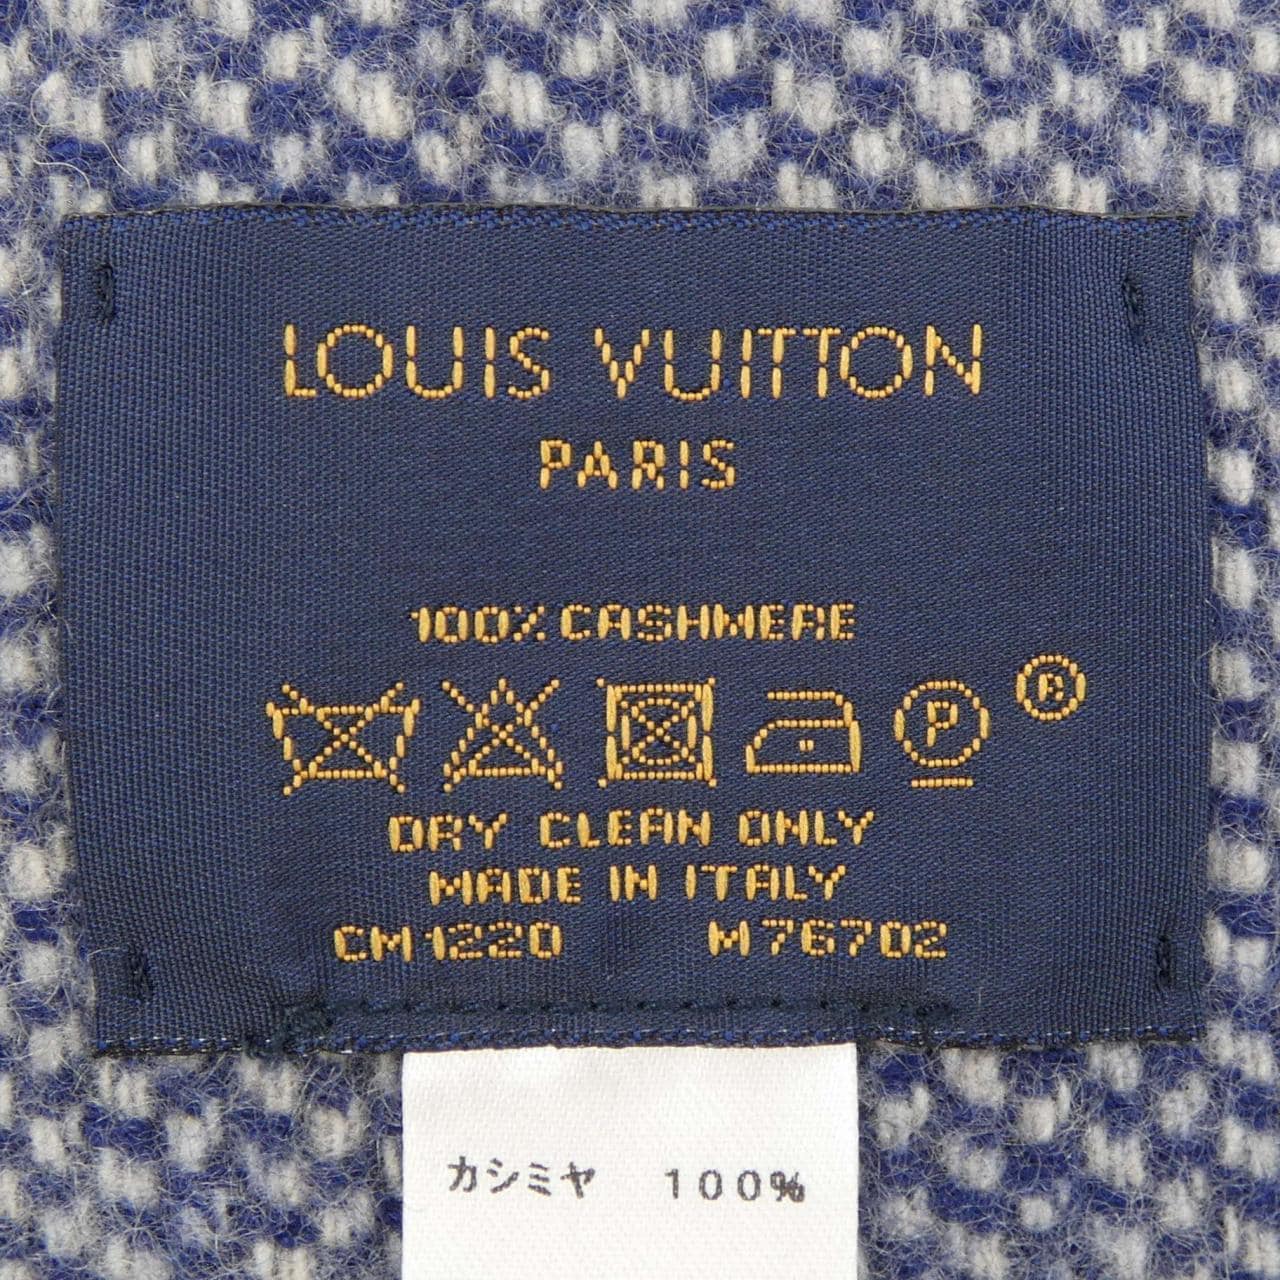 LOUIS VUITTON
PARIS
100% CASHMERE
P ®
DRY CLEAN ONLY
MADE IN ITALY
CM1220 M76702
カシミヤ 100%